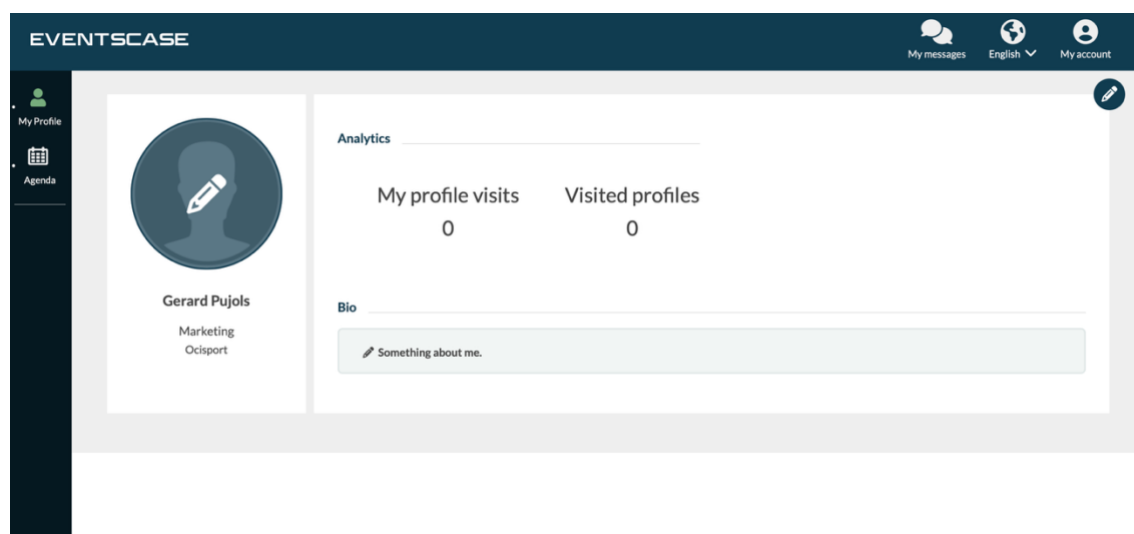 EVENTSCASE
My messages
English
My account
My Profile
Agenda
Analytics
My profile visits
Visited profiles
0
0
Gerard Pujols
Marketing
Ocisport
Bio
Something about me.